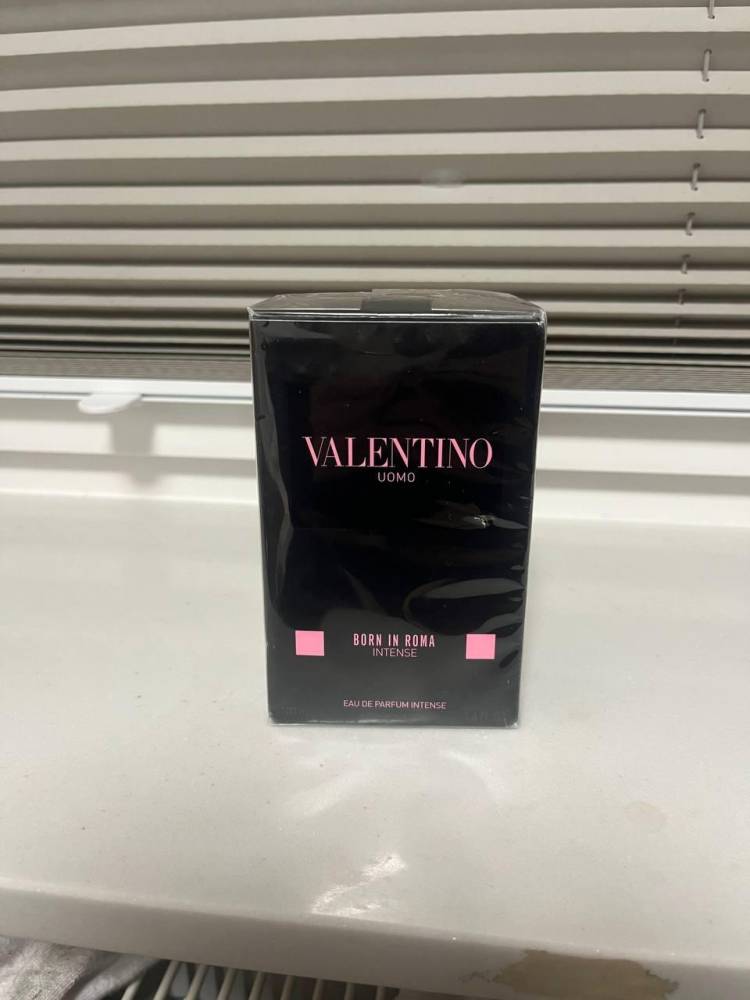 VALENTINO
UOMO
BORN IN ROMA
INTENSE
EAU DE PARFUM INTENSE